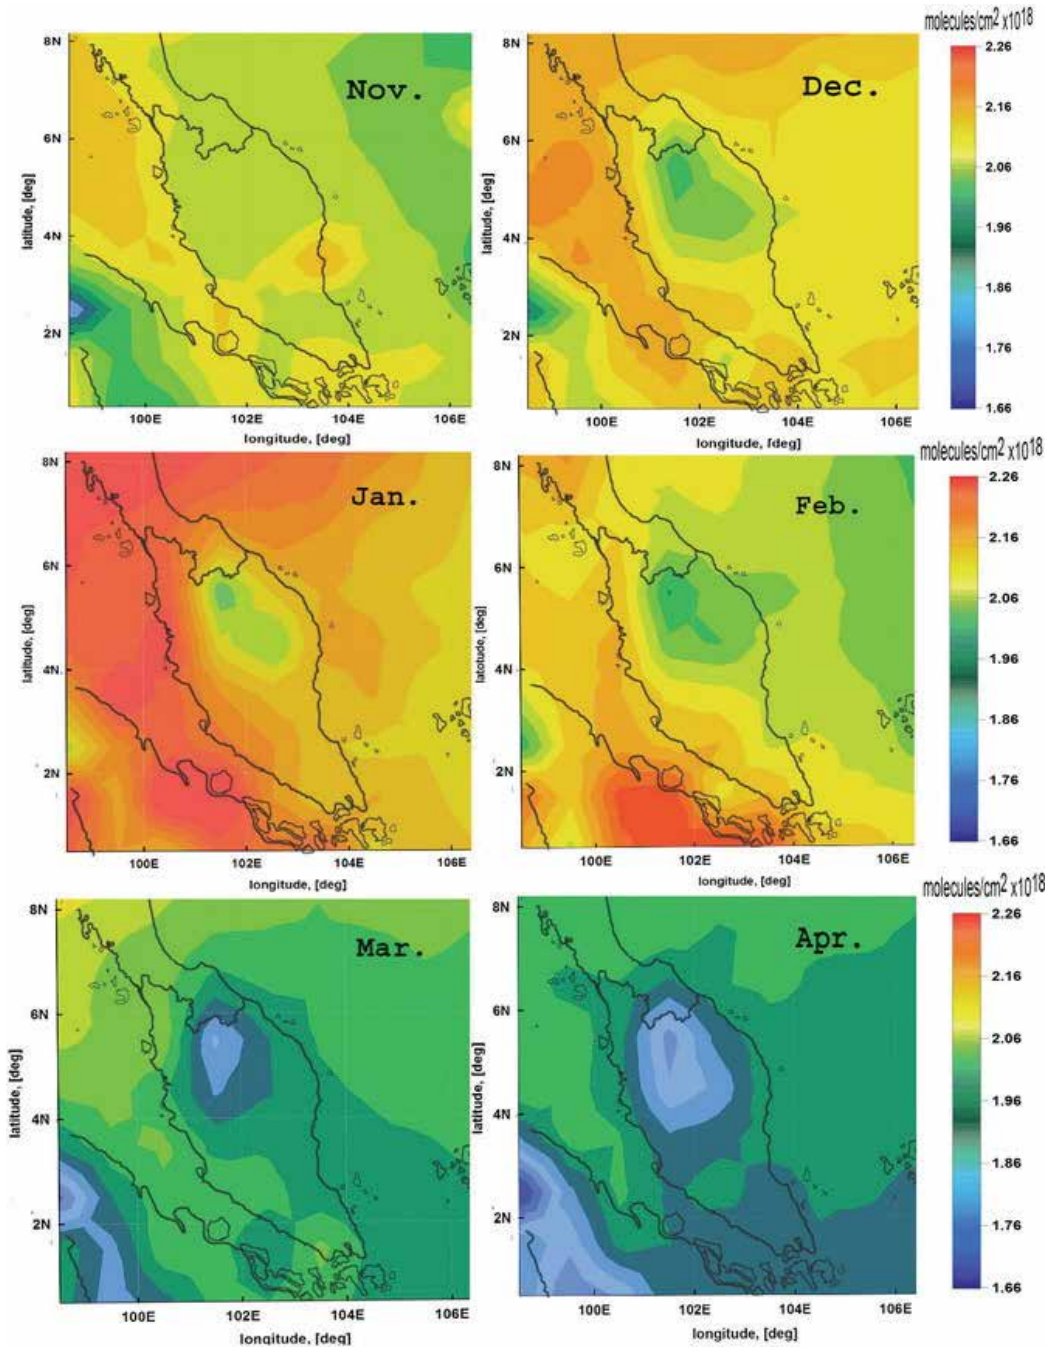 molecules/cm2 x1018
8N
6N
4N
2N
latitude, [deg]
Nov.
100E 102E 104E 106E
longitude, [deg]
8N
6N
4N
2N
latitude, [deg]
Dec.
100E 102E 104E 106E
longitude, [deg]
2.26
2.16
2.06
1.96
1.86
1.76
1.66
molecules/cm2 x1018
8N
6N
4N
2N
latitude, [deg]
Jan.
100E 102E 104E 106E
longitude, [deg]
8N
6N
4N
2N
latotude, [deg]
Feb.
100E 102E 104E 106E
longitude, [deg]
2.26
2.16
2.06
1.96
1.86
1.76
1.66
molecules/cm2 x1018
8N
6N
4N
2N
latitude, [deg]
Mar.
100E 102E 104E 106E
longitude, [deg]
8N
6N
4N
2N
latitude, [deg]
Apr.
100E 102E 104E 106E
longitude, [deg]
2.26
2.16
2.06
1.96
1.86
1.76
1.66